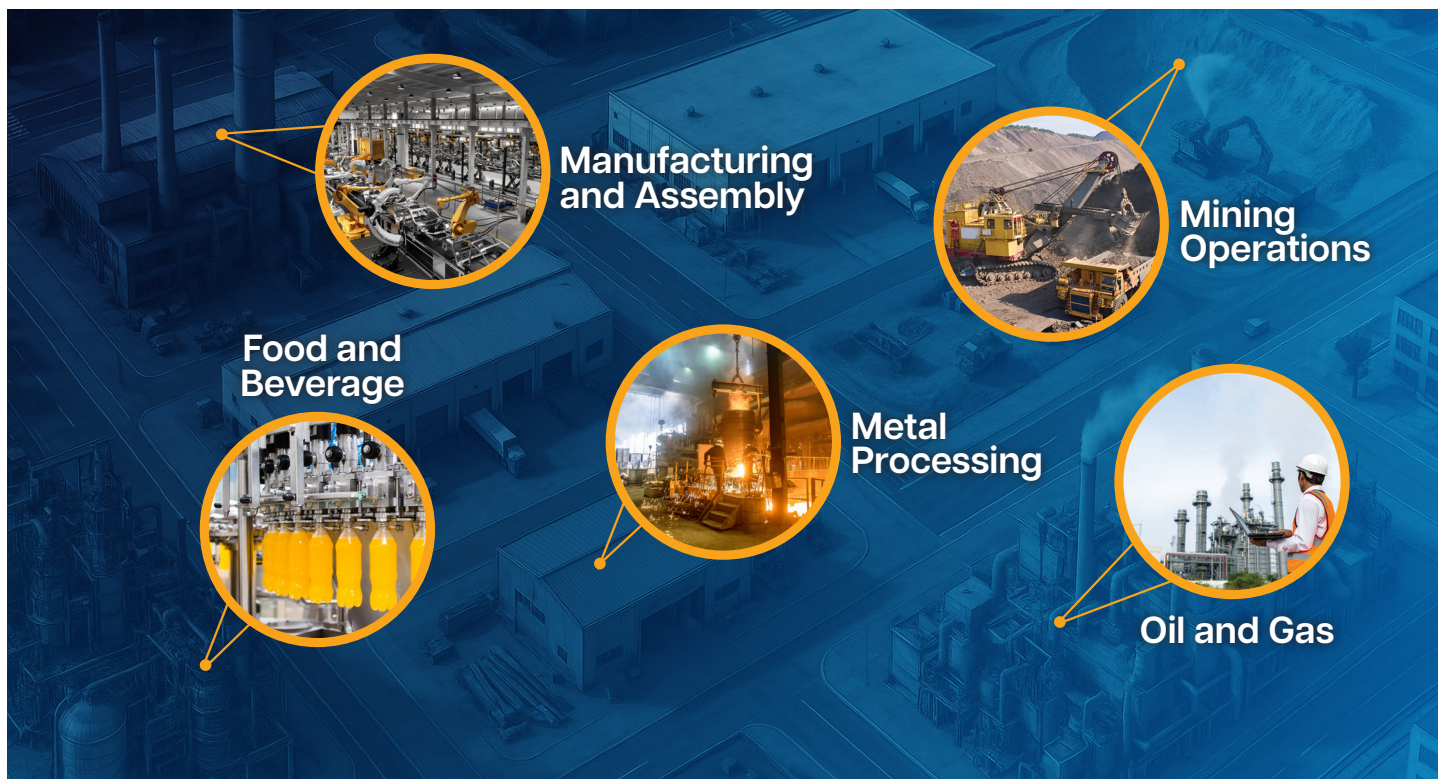 Manufacturing
and Assembly
Mining
Operations
Food and
Beverage
Metal
Processing
Oil and Gas